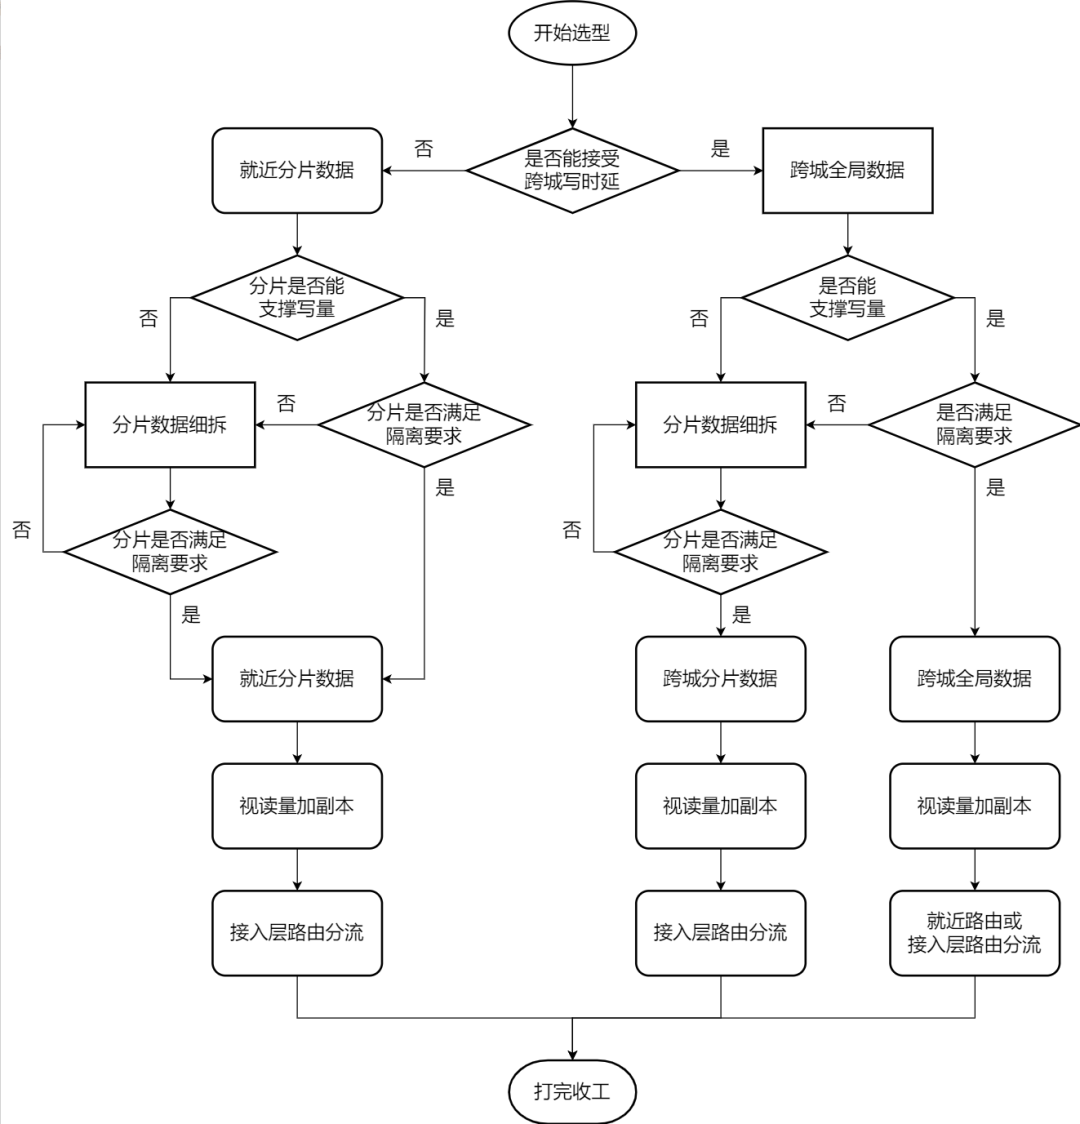 开始选型
否
是
就近分片数据
是否能接受
跨城写时延
跨城全局数据
分片是否能
支撑写量
是否能
支撑写量
否
是
否
是
分片数据细拆
否
分片是否满足
隔离要求
分片数据细拆
否
是否满足
隔离要求
是
是
否
分片是否满足
隔离要求
否
分片是否满足
隔离要求
是
是
就近分片数据
跨城分片数据
跨城全局数据
视读量加副本
视读量加副本
视读量加副本
接入层路由分流
接入层路由分流
就近路由或
接入层路由分流
打完收工